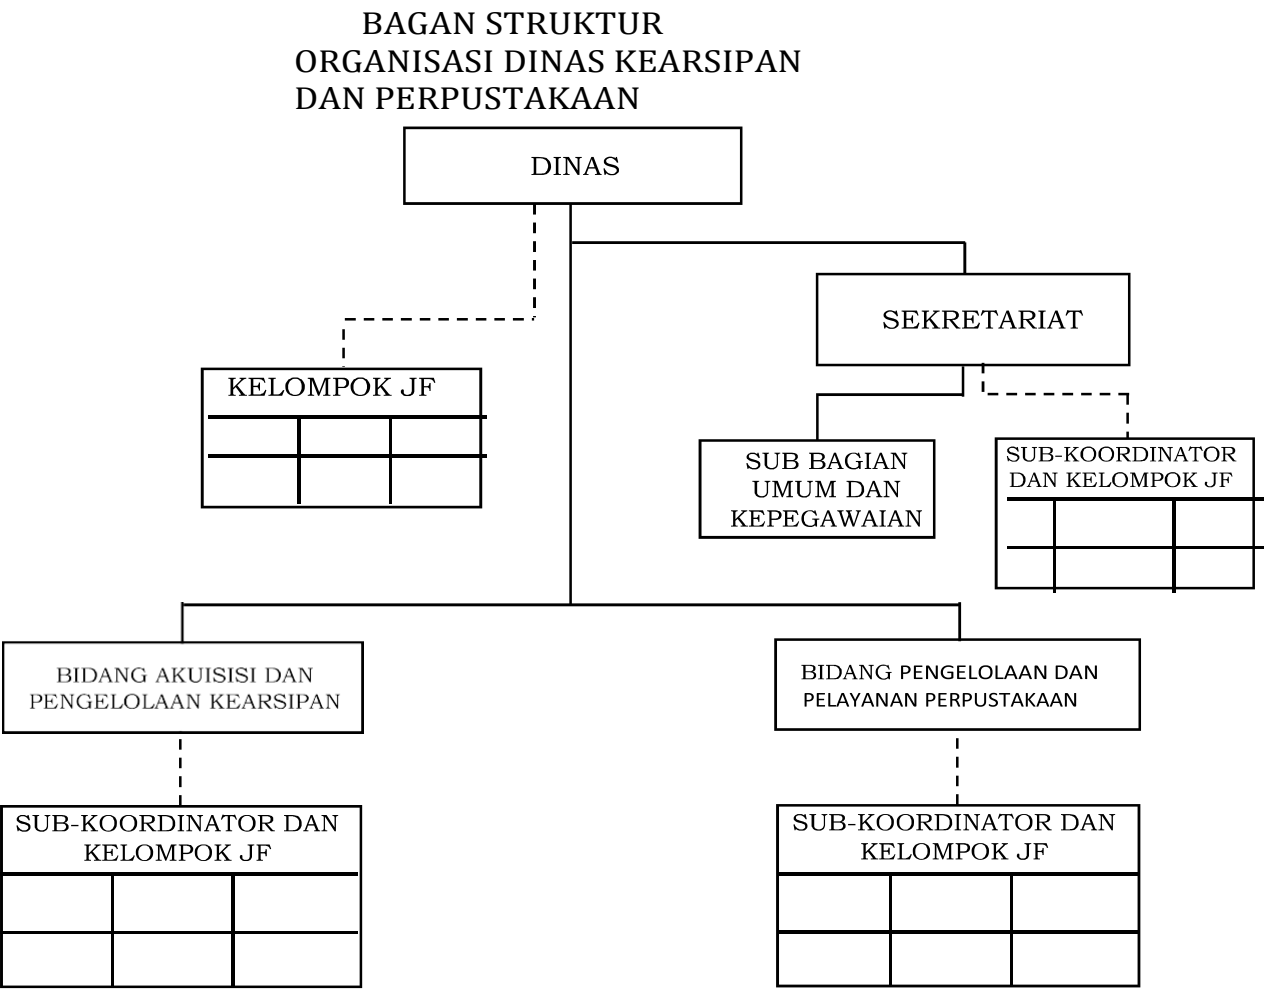 BAGAN STRUKTUR
ORGANISASI DINAS KEARSIPAN
DAN PERPUSTAKAAN
DINAS
SEKRETARIAT
KELOMPOK JF
SUB BAGIAN
UMUM DAN
KEPEGAWAIAN
SUB-KOORDINATOR
DAN KELOMPOK JF
BIDANG AKUISISI DAN
PENGELOLAAN KEARSIPAN
BIDANG PENGELOLAAN DAN
PELAYANAN PERPUSTAKAAN
SUB-KOORDINATOR DAN
KELOMPOK JF
SUB-KOORDINATOR DAN
KELOMPOK JF